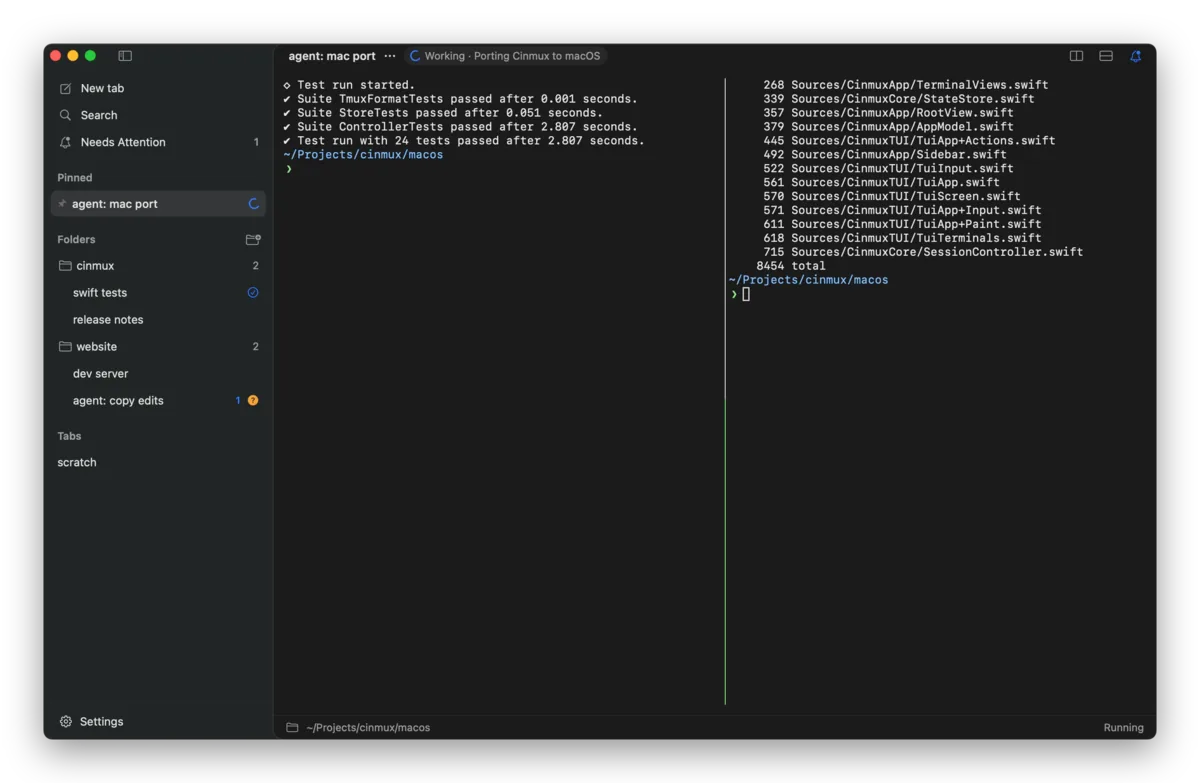 New tab
Search
Needs Attention 1
Pinned
agent: mac port
Folders
cinmux 2
swift tests
release notes
website 2
dev server
agent: copy edits 1 ?
Tabs
scratch
Settings
agent: mac port ··· Working · Porting Cinmux to macOS
◇ Test run started.
✔ Suite TmuxFormatTests passed after 0.001 seconds.
✔ Suite StoreTests passed after 0.051 seconds.
✔ Suite ControllerTests passed after 2.807 seconds.
✔ Test run with 24 tests passed after 2.807 seconds.
~/Projects/cinmux/macos
❯
268 Sources/CinmuxApp/TerminalViews.swift
339 Sources/CinmuxCore/StateStore.swift
357 Sources/CinmuxApp/RootView.swift
379 Sources/CinmuxApp/AppModel.swift
445 Sources/CinmuxTUI/TuiApp+Actions.swift
492 Sources/CinmuxApp/Sidebar.swift
522 Sources/CinmuxTUI/TuiInput.swift
561 Sources/CinmuxTUI/TuiApp.swift
570 Sources/CinmuxTUI/TuiScreen.swift
571 Sources/CinmuxTUI/TuiApp+Input.swift
611 Sources/CinmuxTUI/TuiApp+Paint.swift
618 Sources/CinmuxTUI/TuiTerminals.swift
715 Sources/CinmuxCore/SessionController.swift
8454 total
~/Projects/cinmux/macos
❯
~/Projects/cinmux/macos
Running